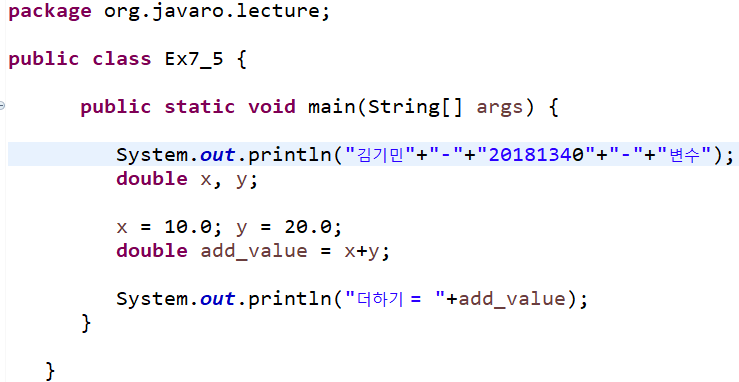 package org.javaro.lecture;
public class Ex7_5 {
public static void main(String[] args) {
System.out.println("김기민"+"-"+"20181340"+"-"+"변수");
double x, y;
x = 10.0; y = 20.0;
double add_value = x+y;
System.out.println("더하기 = "+add_value);
}
}